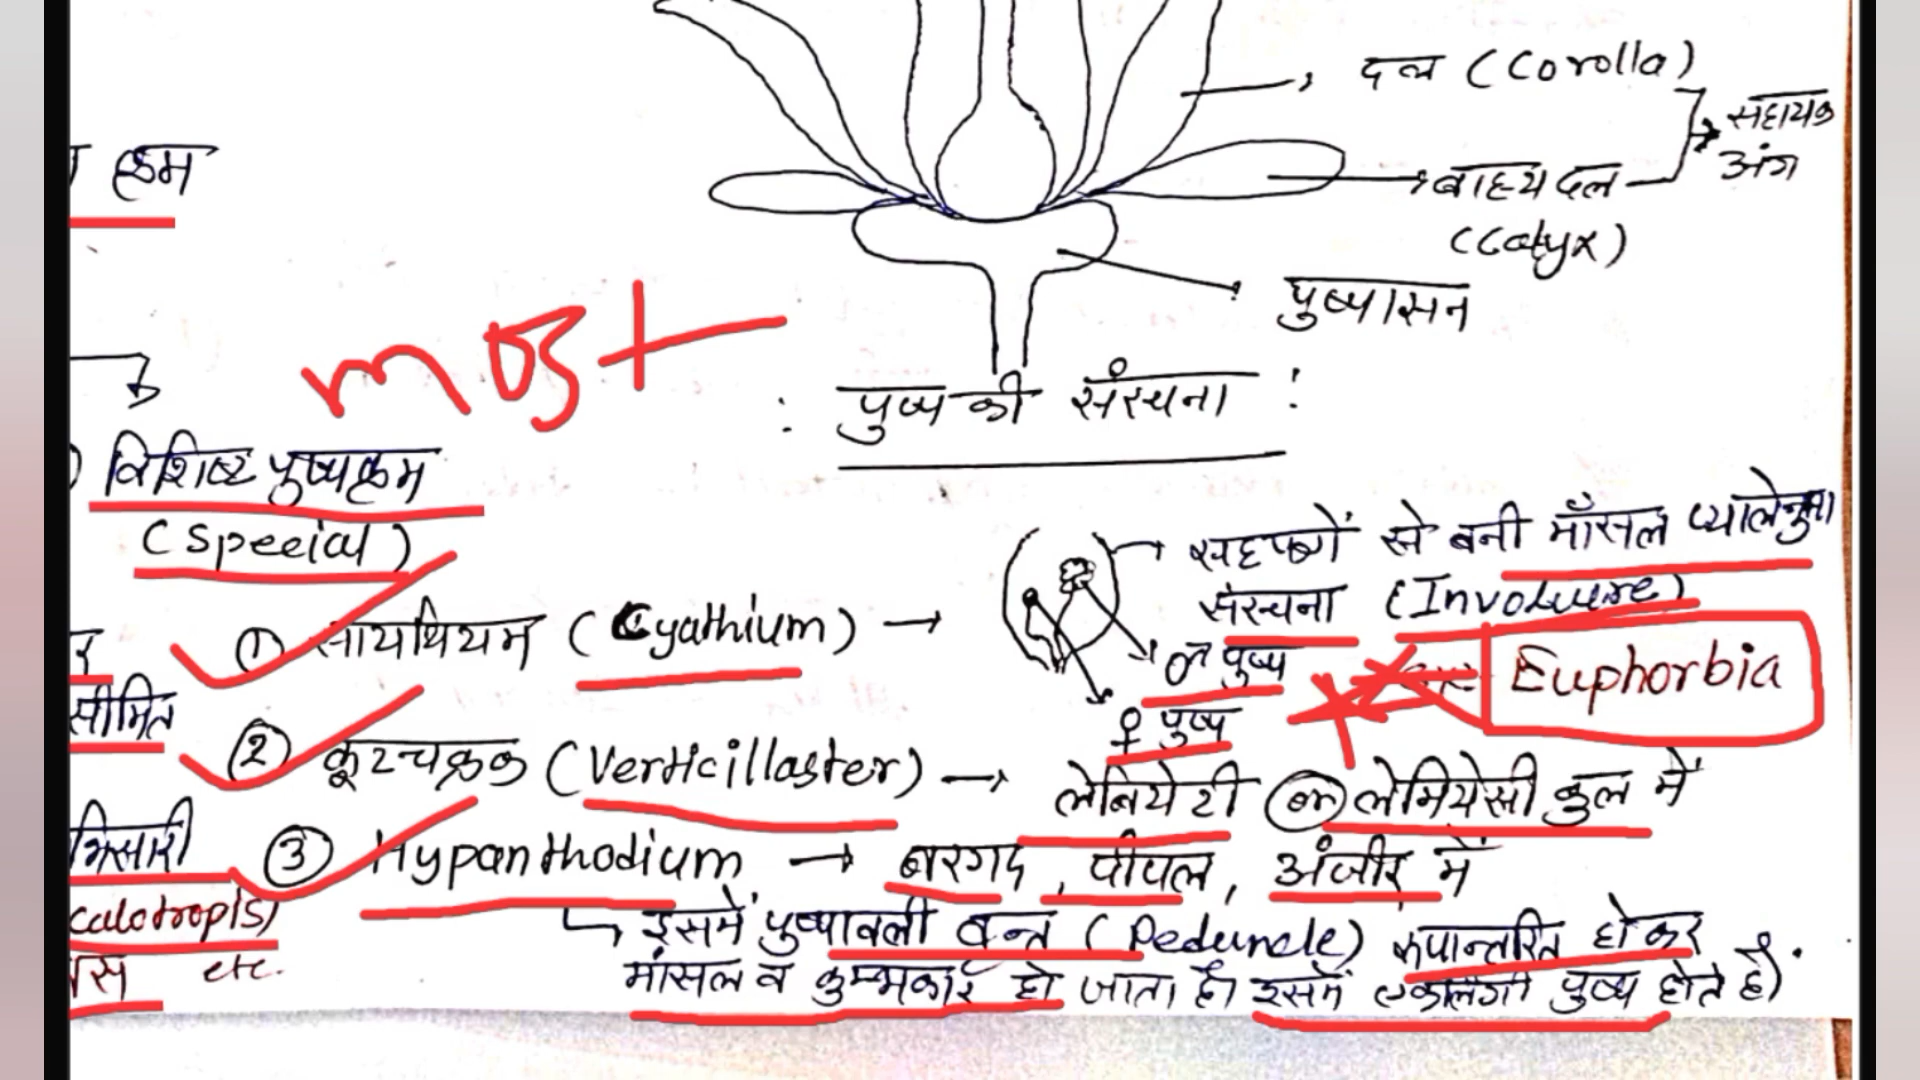 दल (Corolla)
सहायक
अंग
बाह्यदल
(Calyx)
क्रम
पुष्पासन
most
: पुष्प की संरचना :
विशिष्ट पुष्पक्रम
(Special)
सहपत्रों से बनी माँसल प्यालेनुमा
संरचना (Involucre)
① सायथियम (Cyathium) →
♂ पुष्प
Euphorbia
♀ पुष्प
सीमित
② कूटचक्रक (Verticillaster) → लेबियेटी or लेमियेसी कुल में
③ Hypanthodium → बरगद, पीपल, अंजीर में
calotropis)
इसमें पुष्पावली वृन्त (Peduncle) रूपान्तरित होकर
etc.
मांसल व कुम्भकार हो जाता है। इसमें एकलिंगी पुष्प होते है।